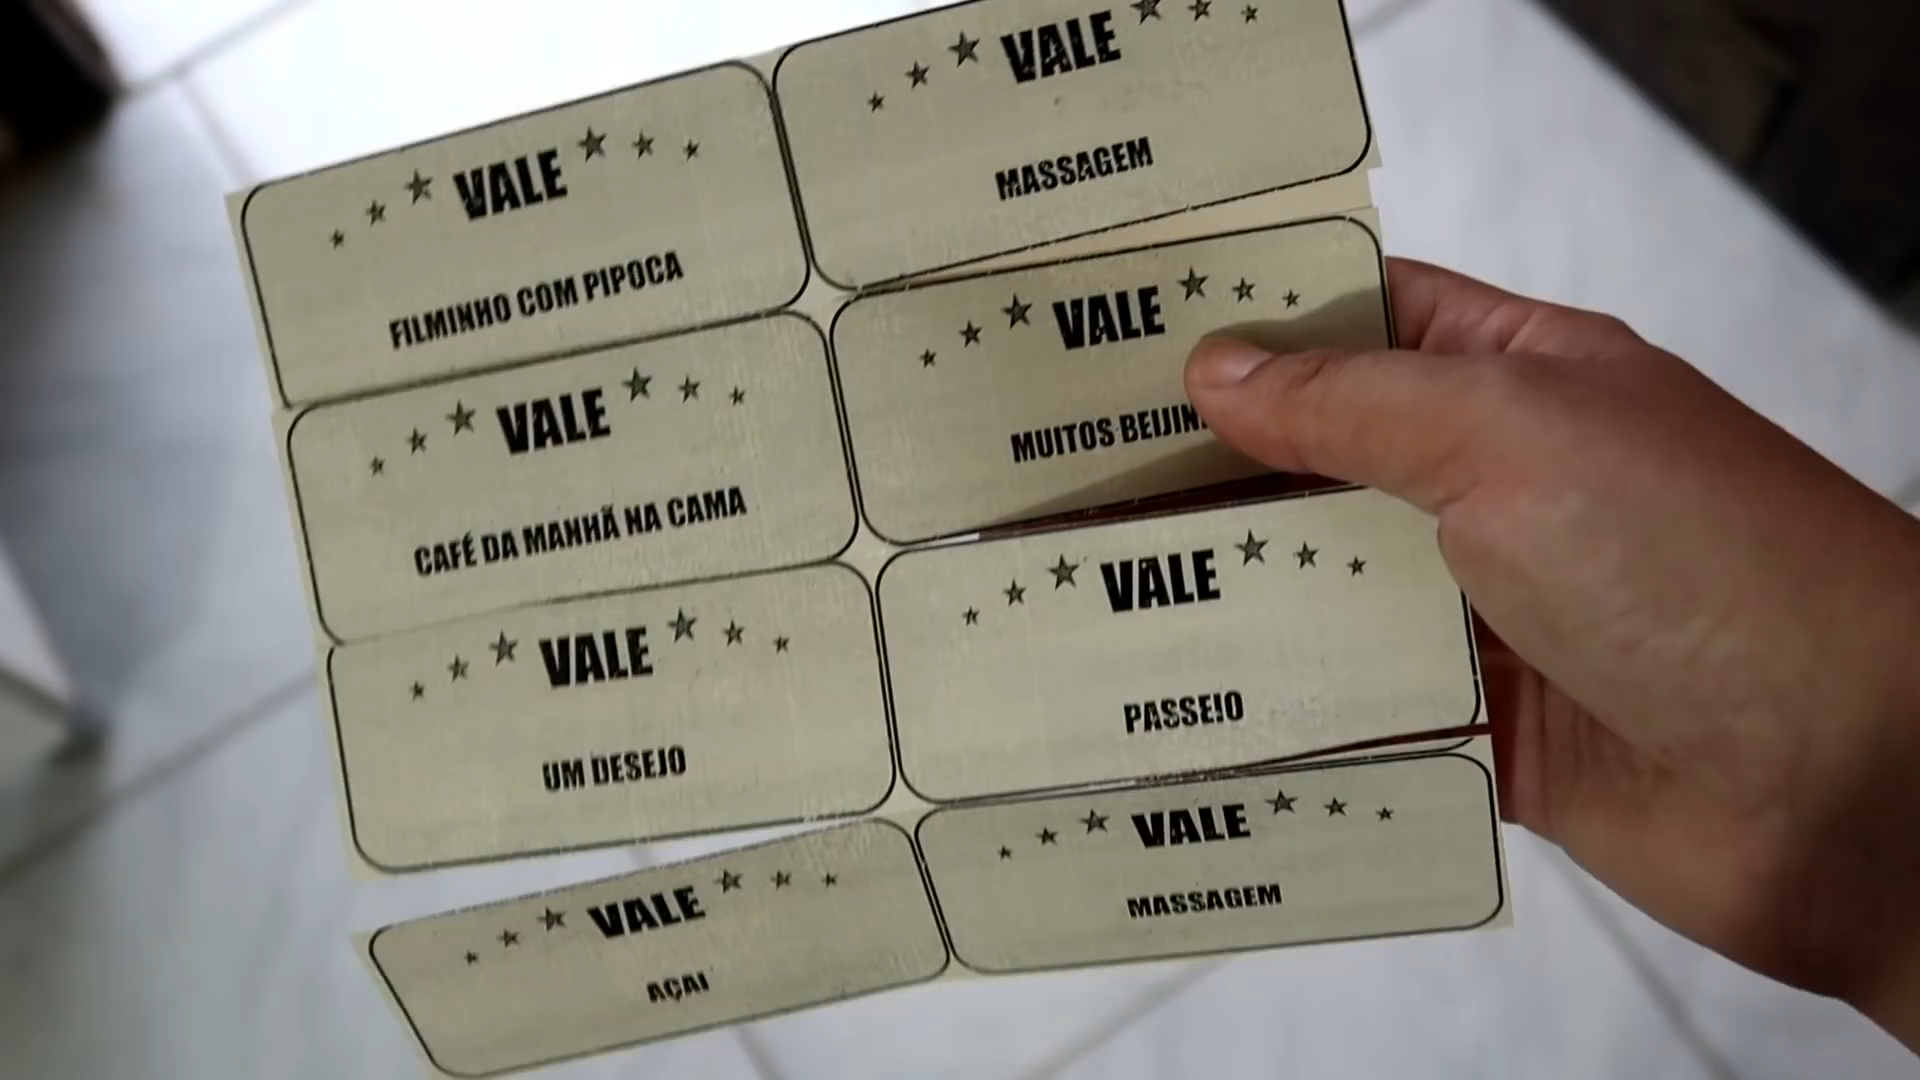 VALE
FILMINHO COM PIPOCA
VALE
MASSAGEM
VALE
CAFÉ DA MANHÃ NA CAMA
VALE
MUITOS
VALE
UM DESEJO
VALE
PASSEIO
VALE
AÇAI
VALE
MASSAGEM